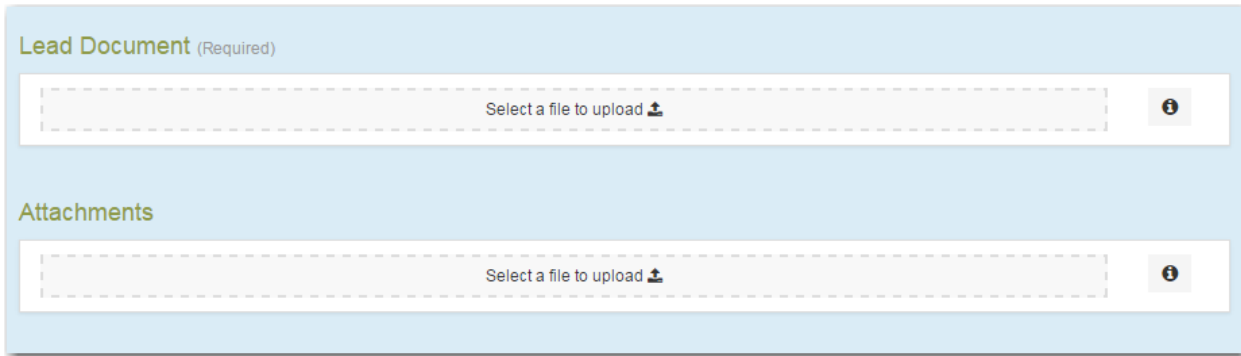 Lead Document (Required)
Select a file to upload
Attachments
Select a file to upload